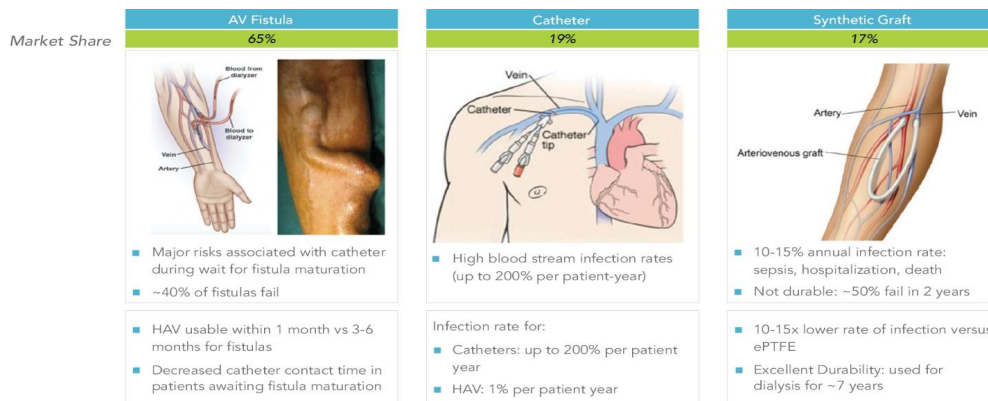 AV Fistula
Catheter
Synthetic Graft
Market Share
65%
19%
17%
Blood from
dialyzer
Blood to
dialyzer
Vein
Artery
Vein
Catheter
Catheter
tip
Artery
Vein
Arteriovenous graft
Major risks associated with catheter
during wait for fistula maturation
~40% of fistulas fail
High blood stream infection rates
(up to 200% per patient-year)
10-15% annual infection rate:
sepsis, hospitalization, death
Not durable: ~50% fail in 2 years
HAV usable within 1 month vs 3-6
months for fistulas
Decreased catheter contact time in
patients awaiting fistula maturation
Infection rate for:
Catheters: up to 200% per patient
year
HAV: 1% per patient year
10-15x lower rate of infection versus
ePTFE
Excellent Durability: used for
dialysis for ~7 years